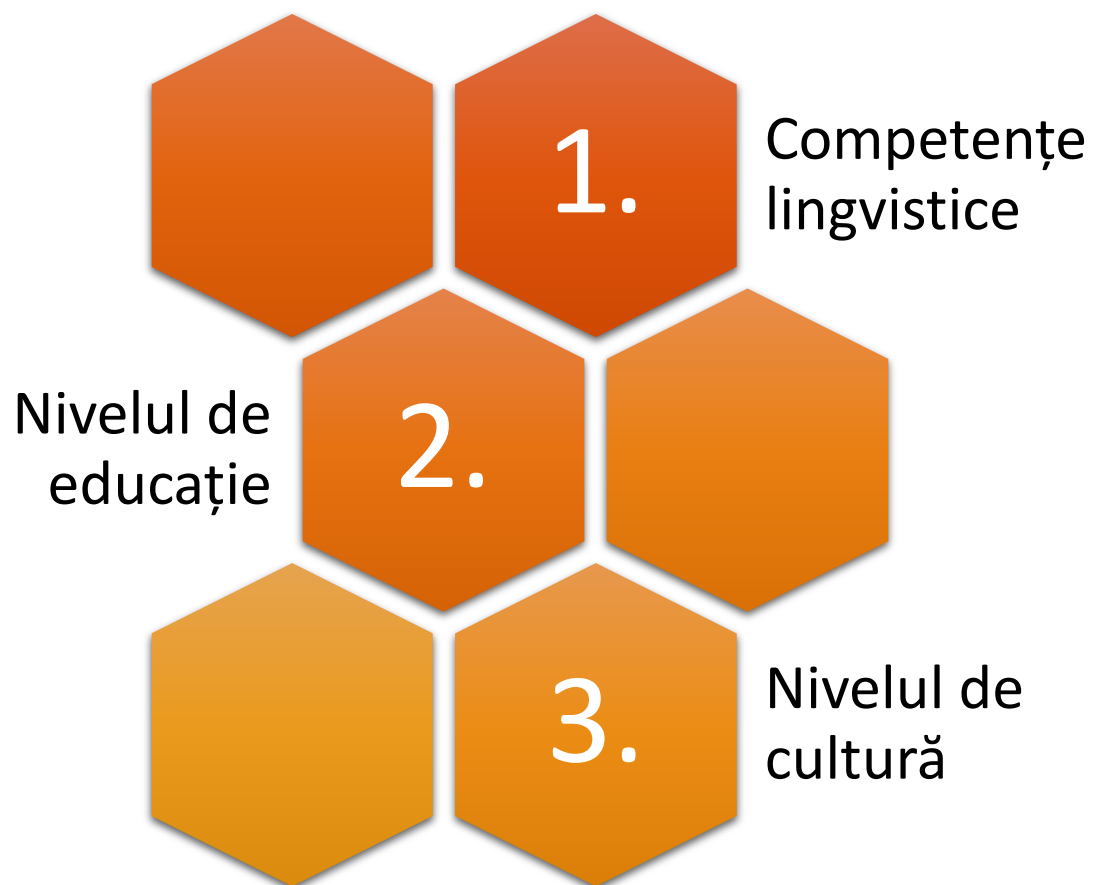 1.
Competențe
lingvistice
Nivelul de
educație
2.
3.
Nivelul de
cultură